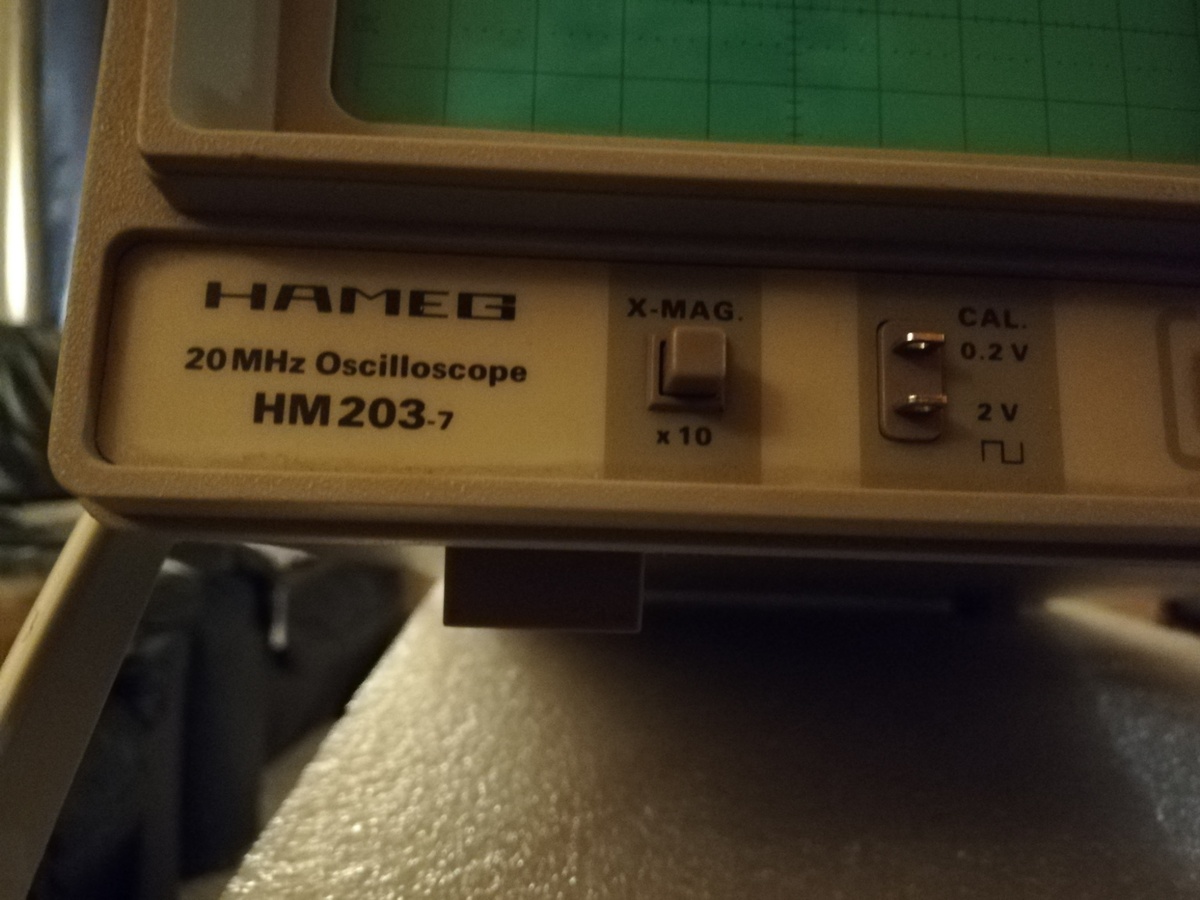 HAMEG
20 MHz Oscilloscope
HM 203-7
X-MAG.
x 10
CAL.
0.2 V
2 V